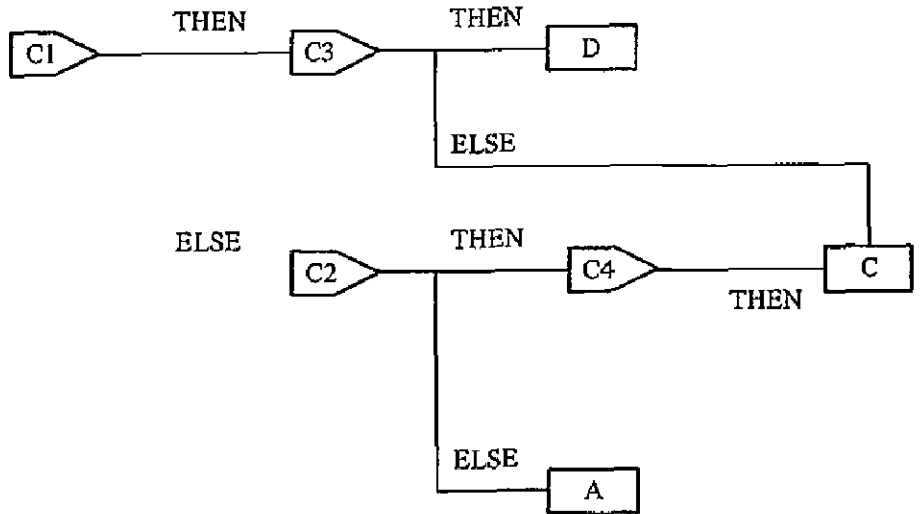 THEN THEN
C1 C3 D
ELSE
ELSE THEN
C2 C4 C
THEN
ELSE
A